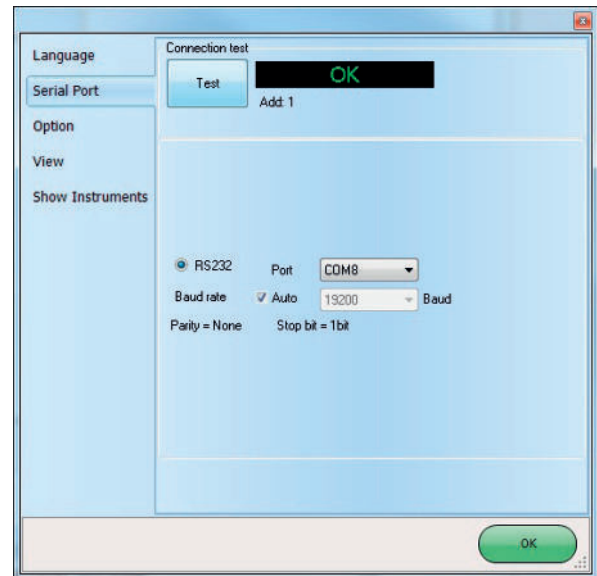 Language
Serial Port
Option
View
Show Instruments
Connection test
Test
OK
Add: 1
RS232 Port COM8
Baud rate Auto 19200 Baud
Parity = None Stop bit = 1bit
OK